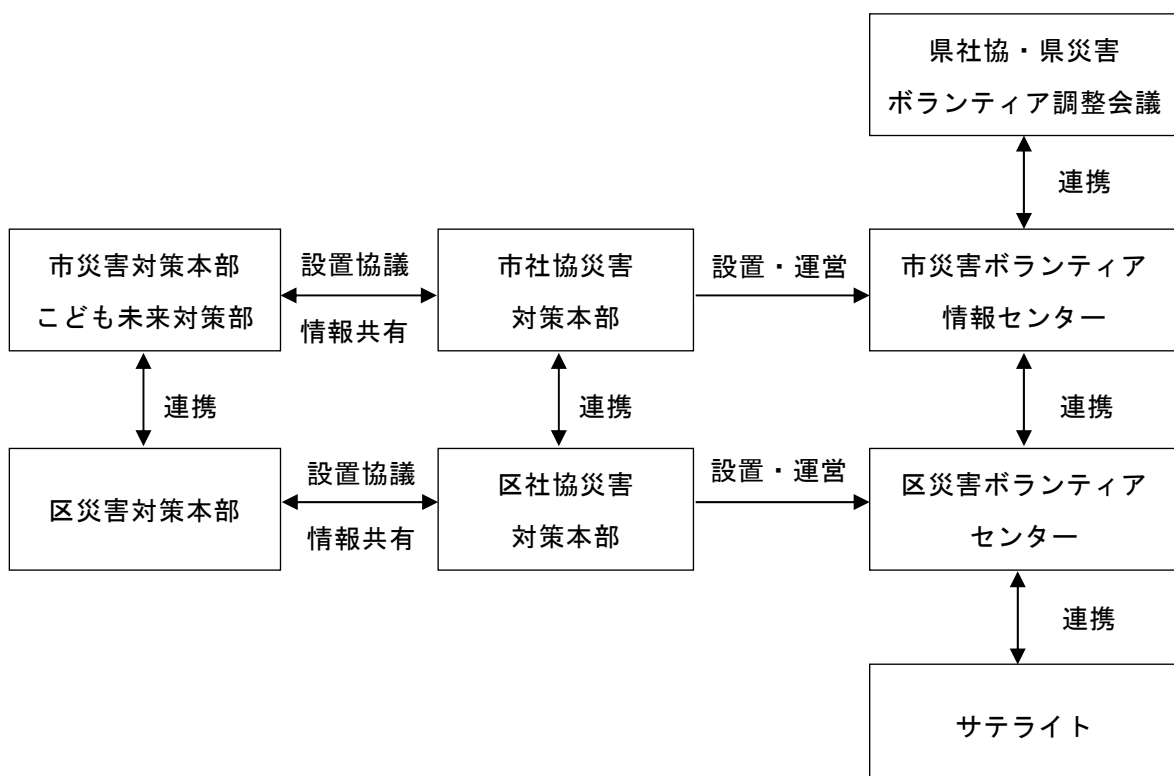 県社協・県災害
ボランティア調整会議
連携
市災害対策本部
こども未来対策部
設置協議
情報共有
市社協災害
対策本部
設置・運営
市災害ボランティア
情報センター
連携
連携
連携
区災害対策本部
設置協議
情報共有
区社協災害
対策本部
設置・運営
区災害ボランティア
センター
連携
サテライト